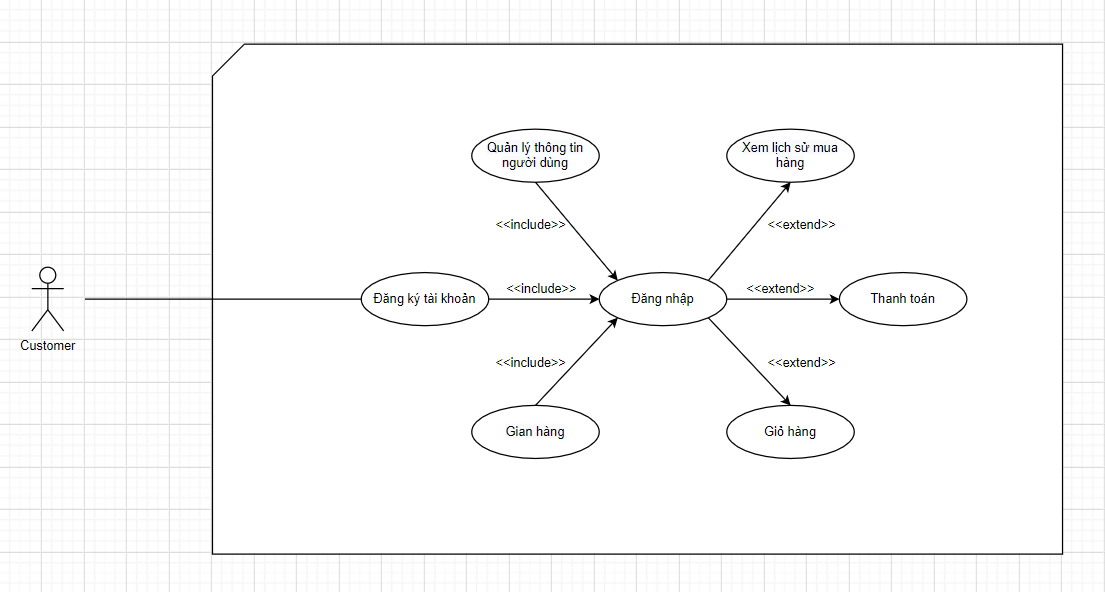 Quản lý thông tin
người dùng
Xem lịch sử mua
hàng
<<include>>
<<extend>>
Đăng ký tài khoản
<<include>>
Đăng nhập
<<extend>>
Thanh toán
Customer
<<include>>
<<extend>>
Gian hàng
Giỏ hàng